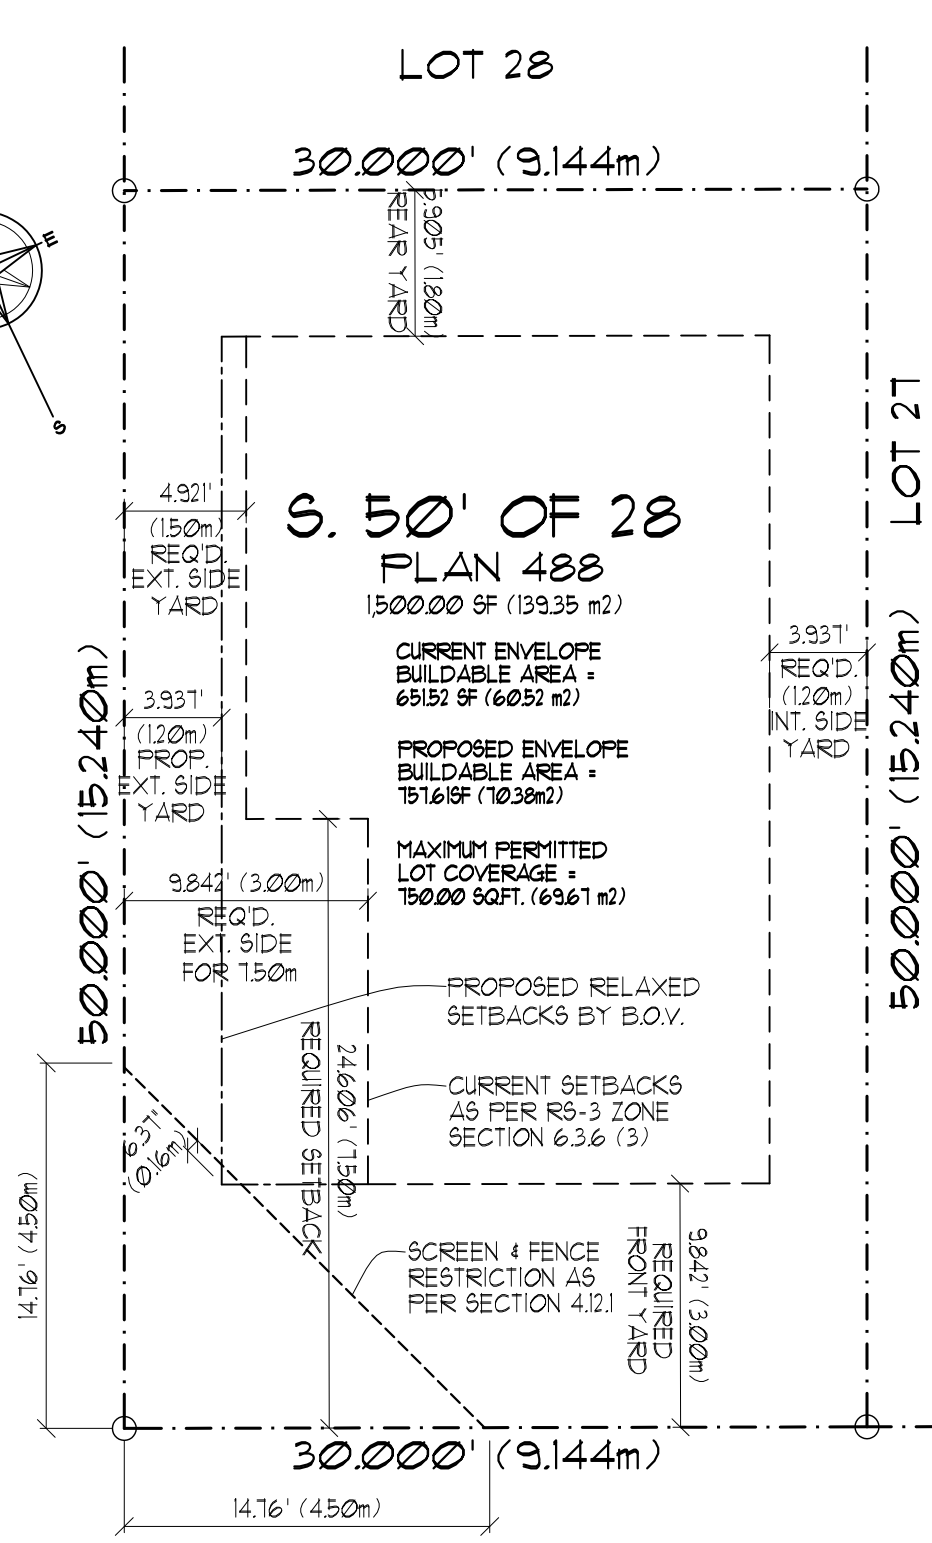 LOT 28
30.000' (9.144m)
5.905' (1.80m)
REAR YARD
E
S
LOT 27
4.921'
(1.50m)
REQ'D.
EXT. SIDE
YARD
S. 50' OF 28
PLAN 488
1,500.00 SF (139.35 m2)
CURRENT ENVELOPE
BUILDABLE AREA =
651.52 SF (60.52 m2)
3.937'
REQ'D.
(1.20m)
INT. SIDE
YARD
3.937'
(1.20m)
PROP.
EXT. SIDE
YARD
PROPOSED ENVELOPE
BUILDABLE AREA =
757.61SF (70.38m2)
50.000' (15.240m)
50.000' (15.240m)
MAXIMUM PERMITTED
LOT COVERAGE =
750.00 SQ.FT. (69.67 m2)
9.842' (3.00m)
REQ'D.
EXT. SIDE
FOR 7.50m
PROPOSED RELAXED
SETBACKS BY B.O.V.
24.606' (7.50m)
REQUIRED SETBACK
CURRENT SETBACKS
AS PER RS-3 ZONE
SECTION 6.3.6 (3)
6.37"
(0.16m)
14.76' (4.50m)
SCREEN & FENCE
RESTRICTION AS
PER SECTION 4.12.1
9.842' (3.00m)
REQUIRED
FRONT YARD
30.000' (9.144m)
14.76' (4.50m)